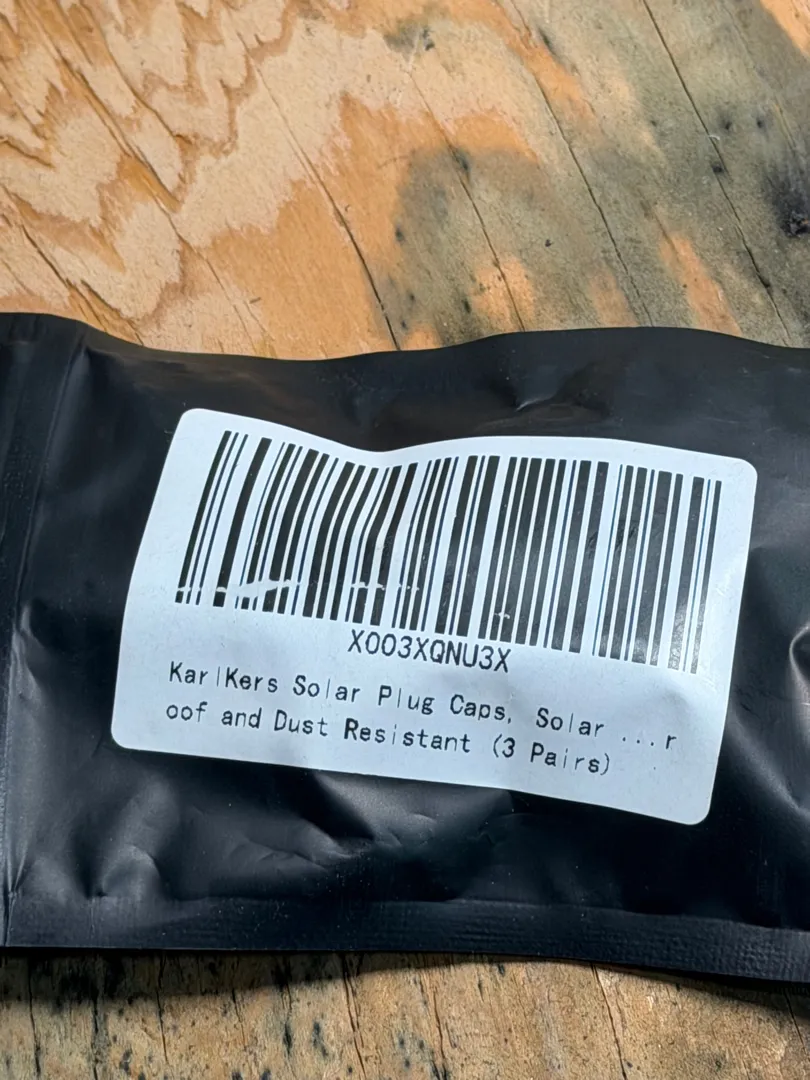 X003XQNU3X
KarlKers Solar Plug Caps, Solar ...r
oof and Dust Resistant (3 Pairs)